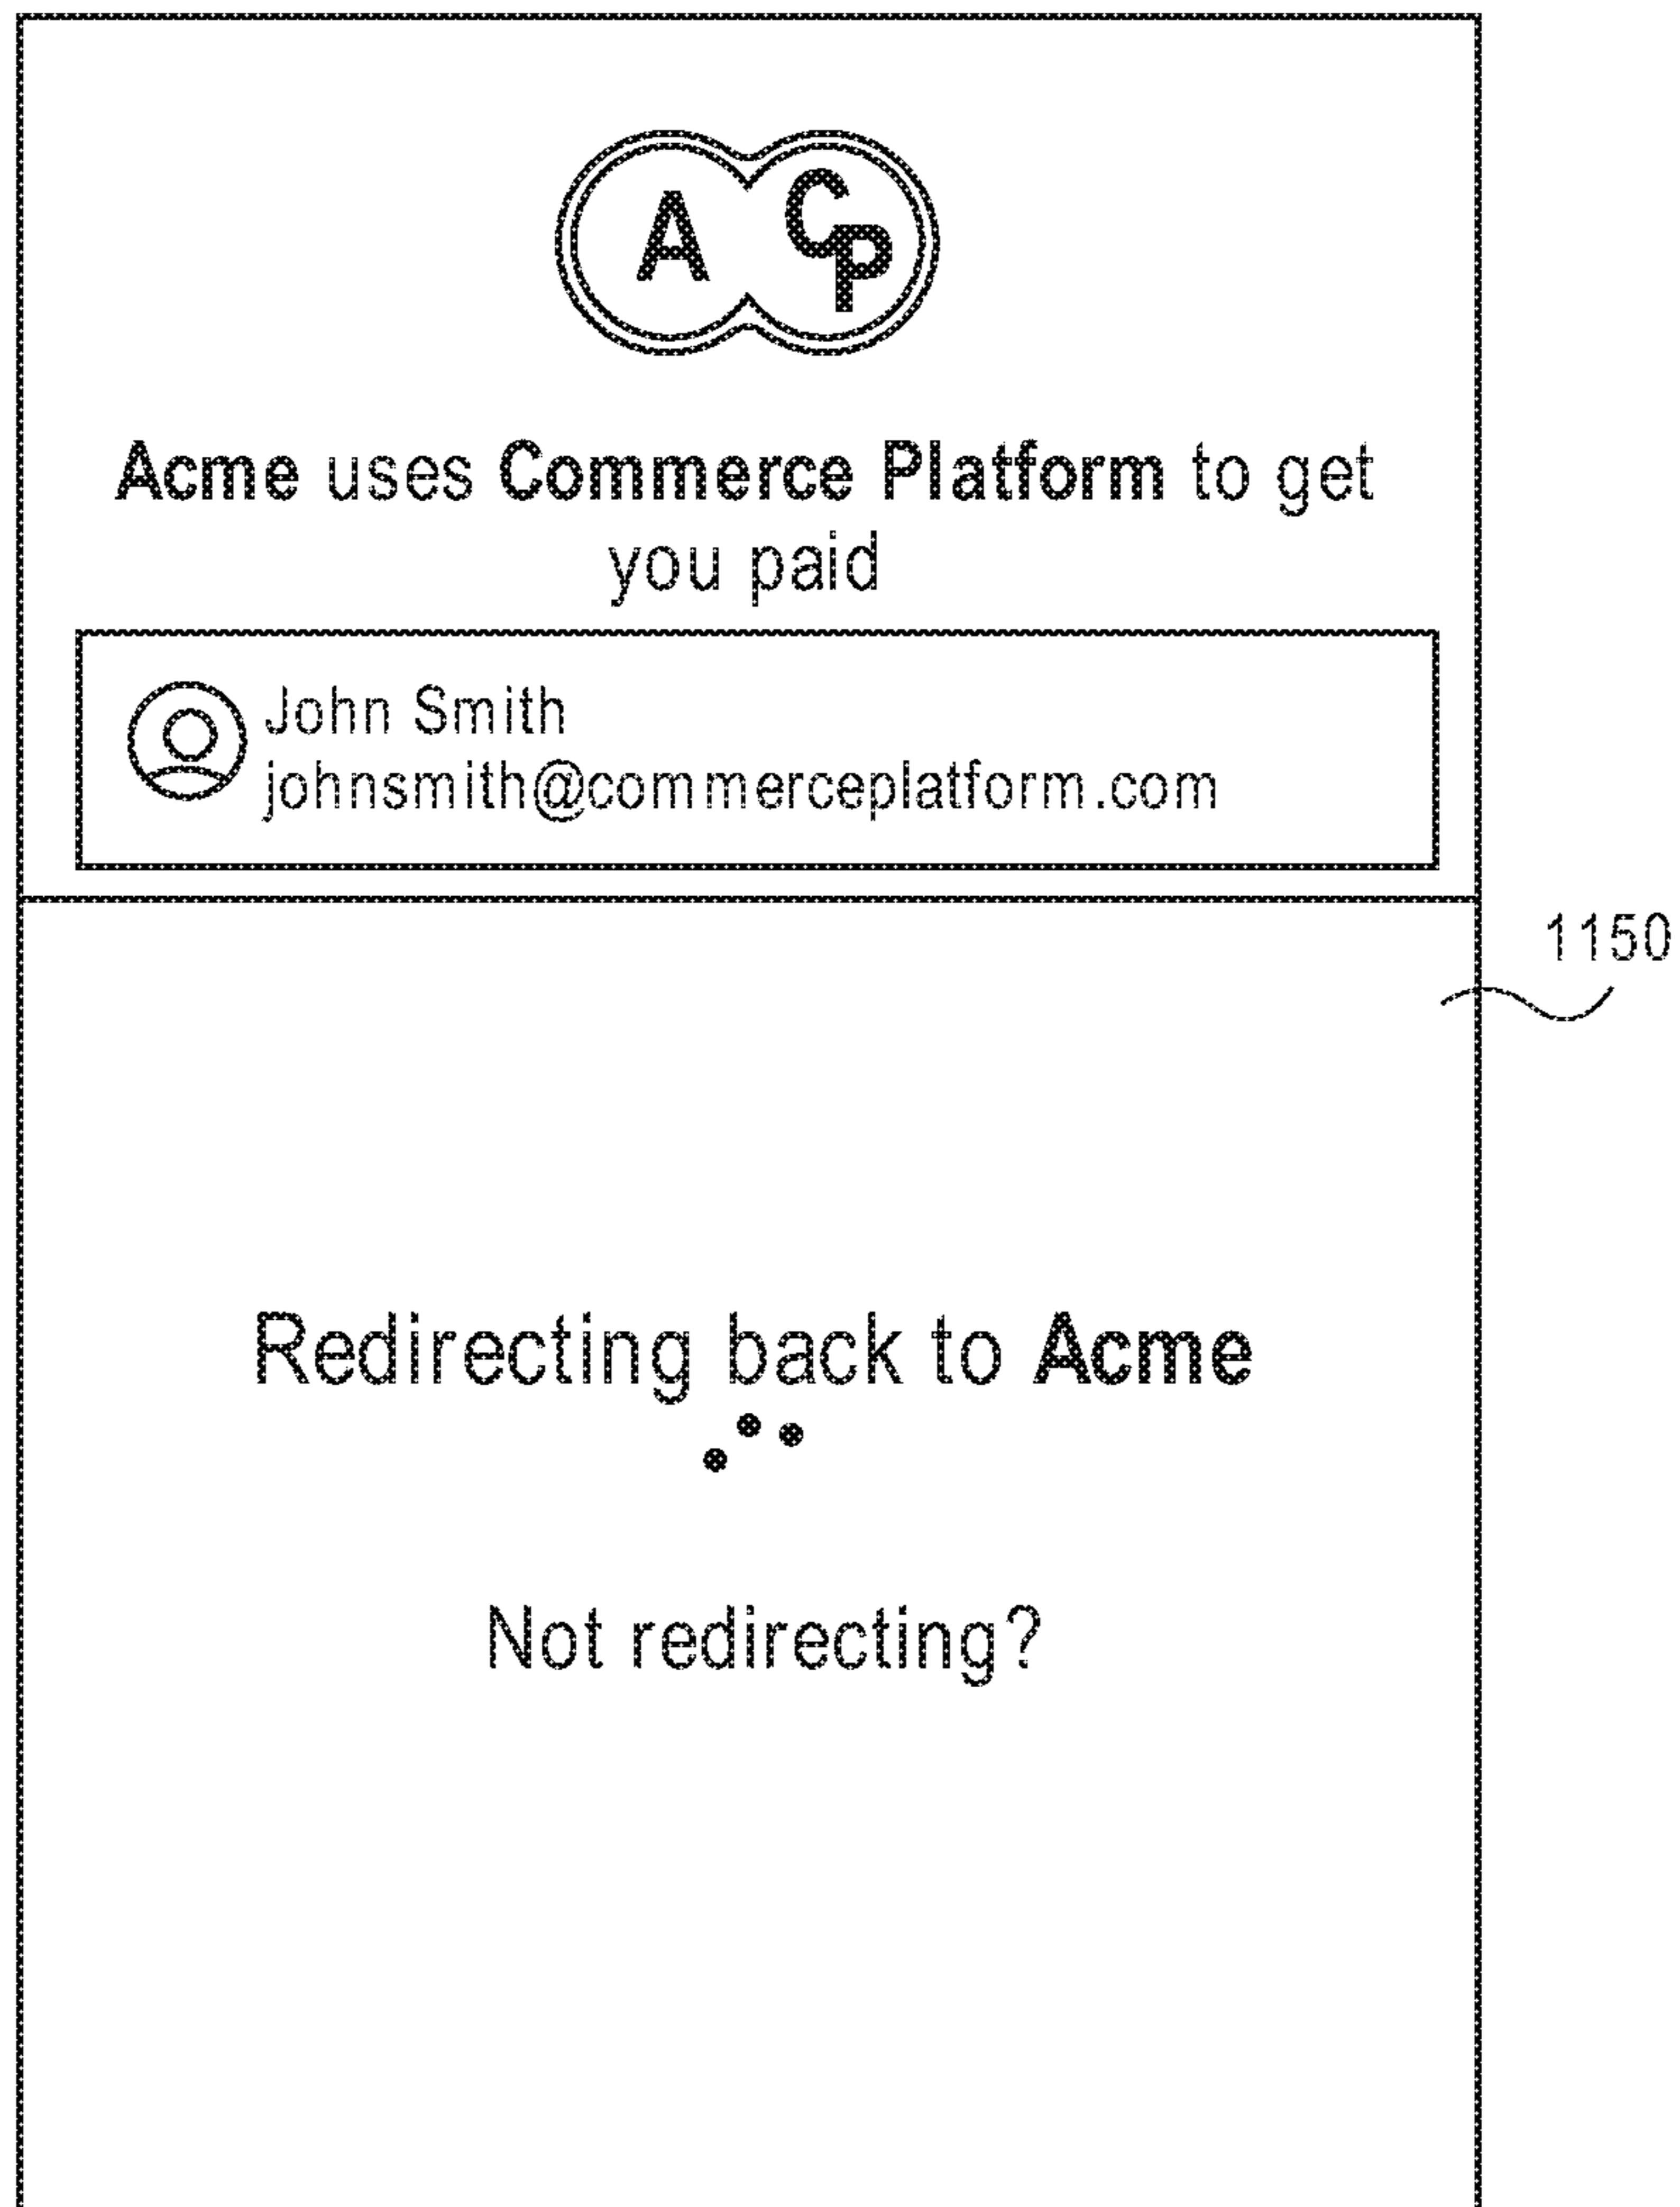 A CP
Acme uses Commerce Platform to get
you paid
John Smith
johnsmith@commerceplatform.com
1150
Redirecting back to Acme
Not redirecting?